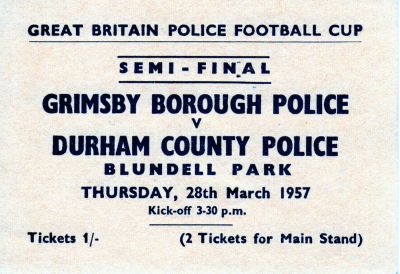 GREAT BRITAIN POLICE FOOTBALL CUP
SEMI-FINAL
GRIMSBY BOROUGH POLICE
V
DURHAM COUNTY POLICE
BLUNDELL PARK
THURSDAY, 28th March 1957
Kick-off 3-30 p.m.
Tickets 1/- (2 Tickets for Main Stand)